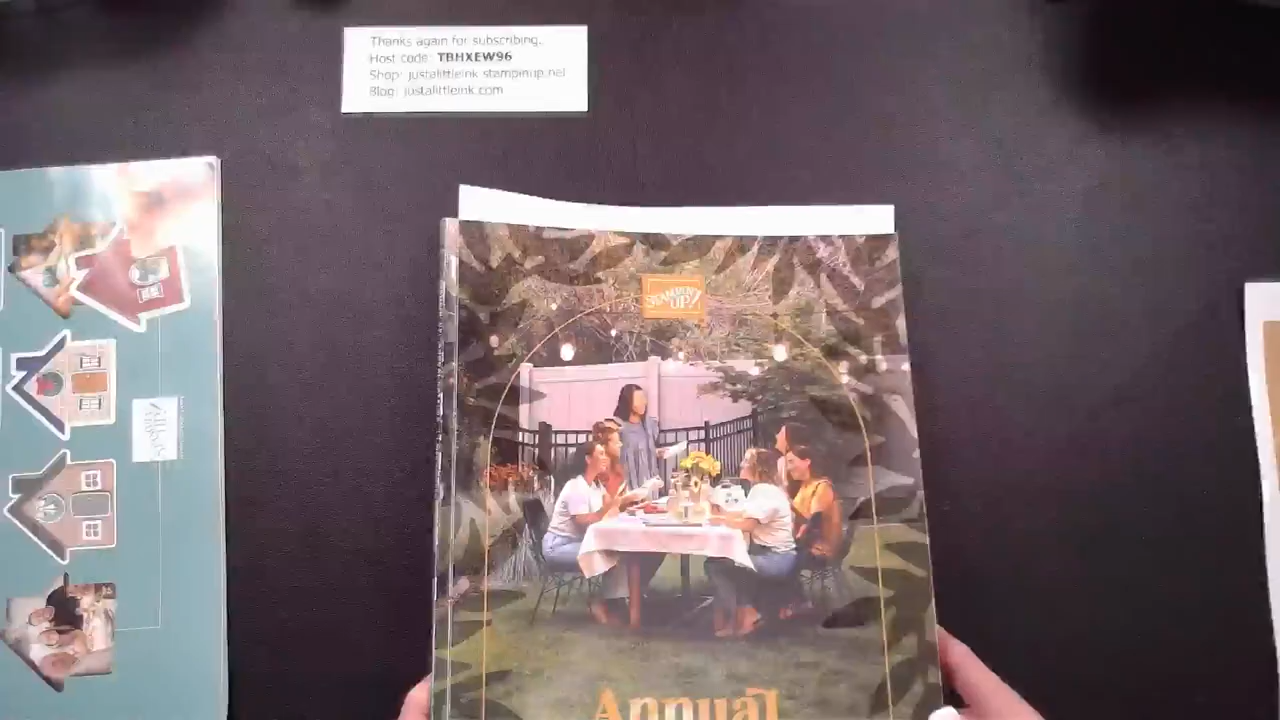 Thanks again for subscribing.
Host code: TBHXEW96
Shop: justalittleink.stampinup.net
Blog: justalittleink.com
STAMPIN' UP!
Annual